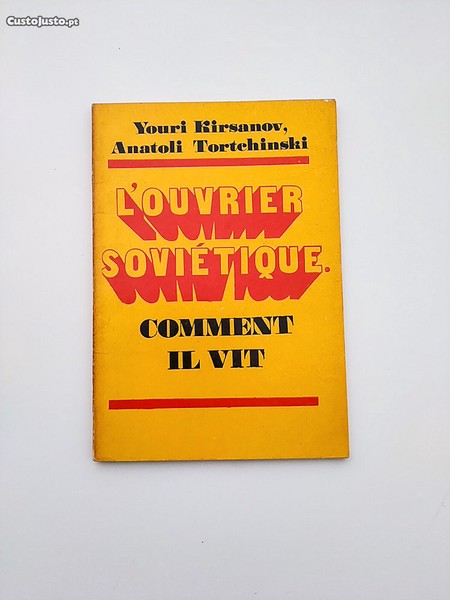 CustoJusto.pt
Youri Kirsanov,
Anatoli Tortchinski
L'OUVRIER
SOVIÉTIQUE.
COMMENT
IL VIT